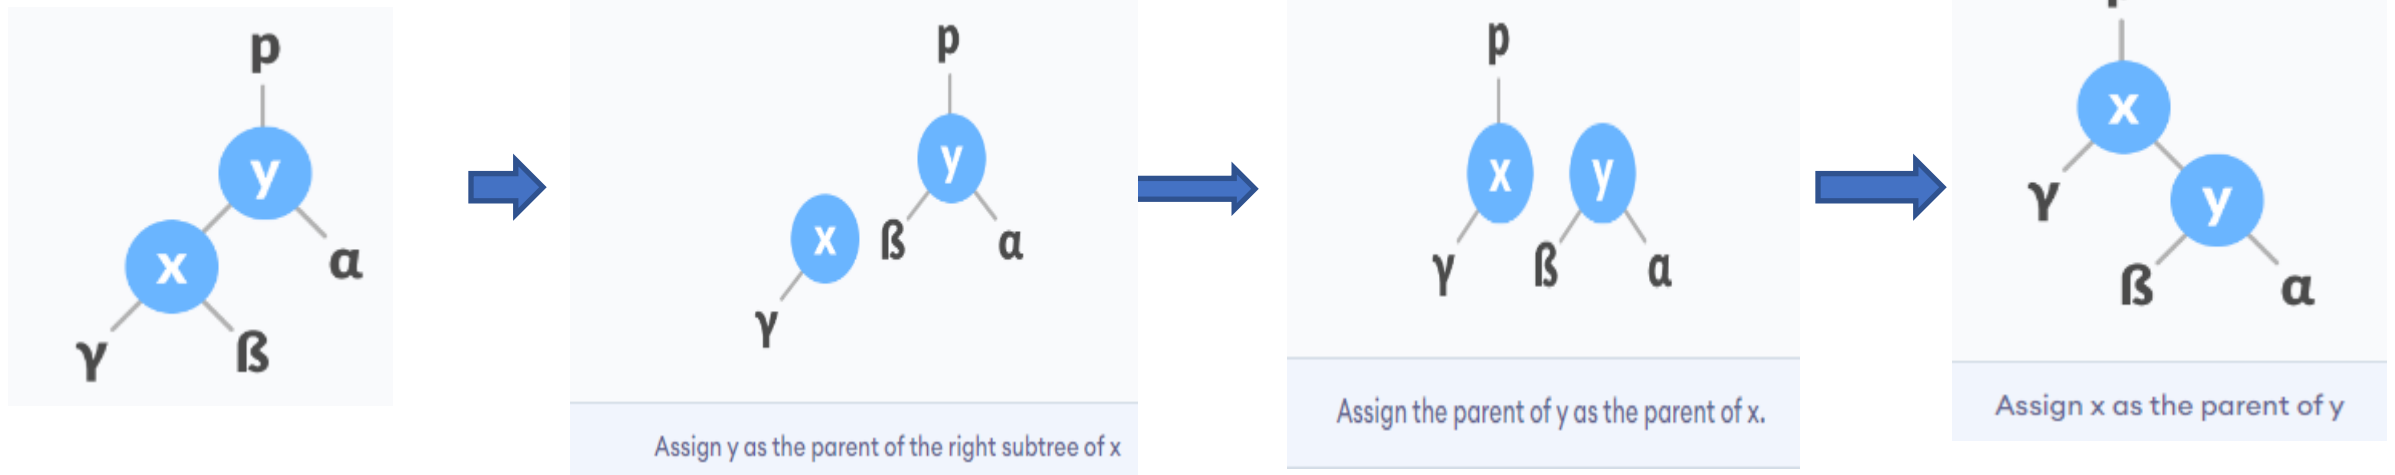 p
y
x
α
γ
ß
p
y
x
ß
α
γ
Assign y as the parent of the right subtree of x
p
x
y
γ
ß
α
Assign the parent of y as the parent of x.
x
γ
y
ß
α
Assign x as the parent of y